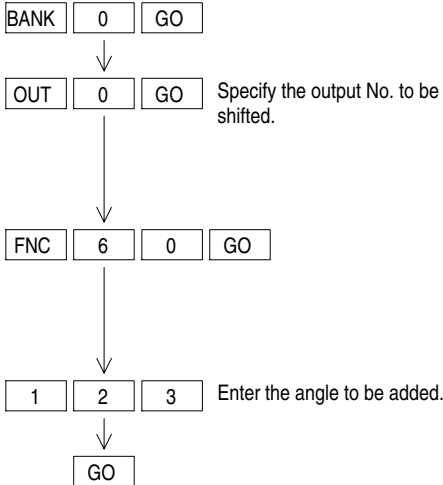 BANK 0 GO
OUT 0 GO Specify the output No. to be
shifted.
FNC 6 0 GO
1 2 3 Enter the angle to be added.
GO